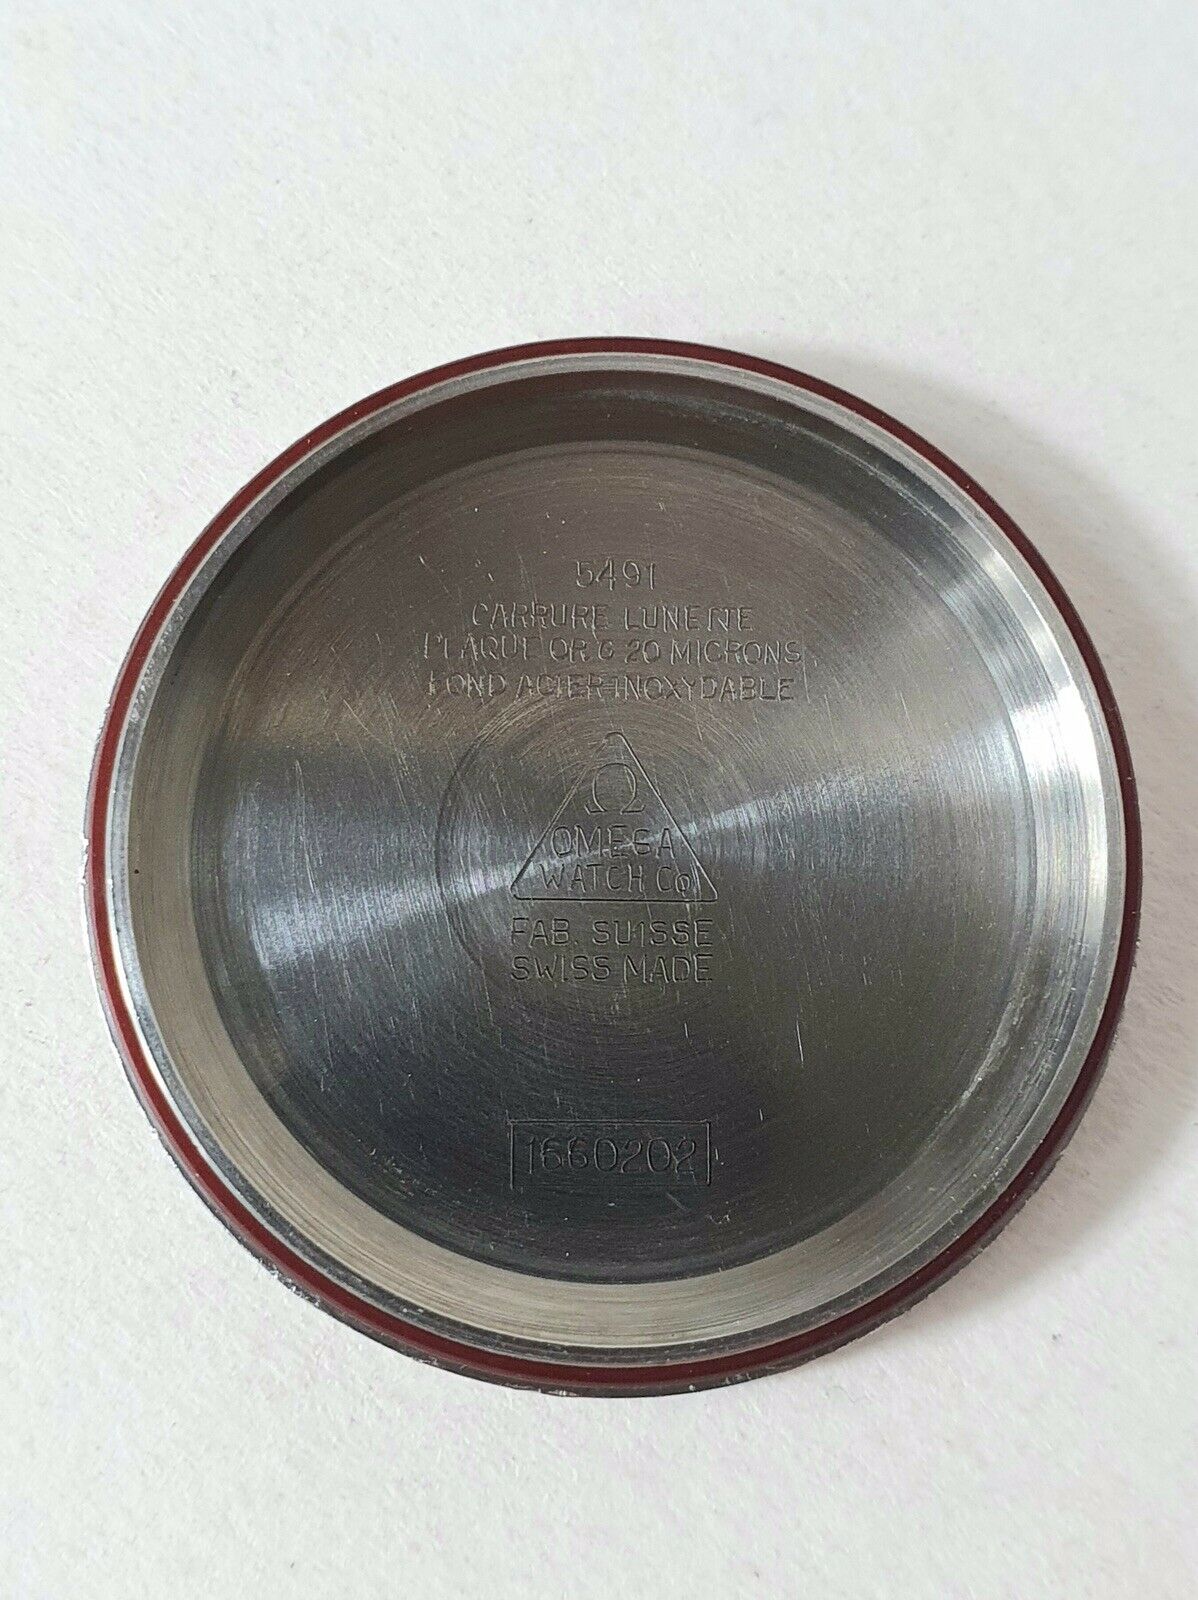 5491
CARRURE LUNETTE
PLAQUE OR G 20 MICRONS
FOND ACIER INOXYDABLE
Ω
OMEGA
WATCH Co
FAB. SUISSE
SWISS MADE
1660202